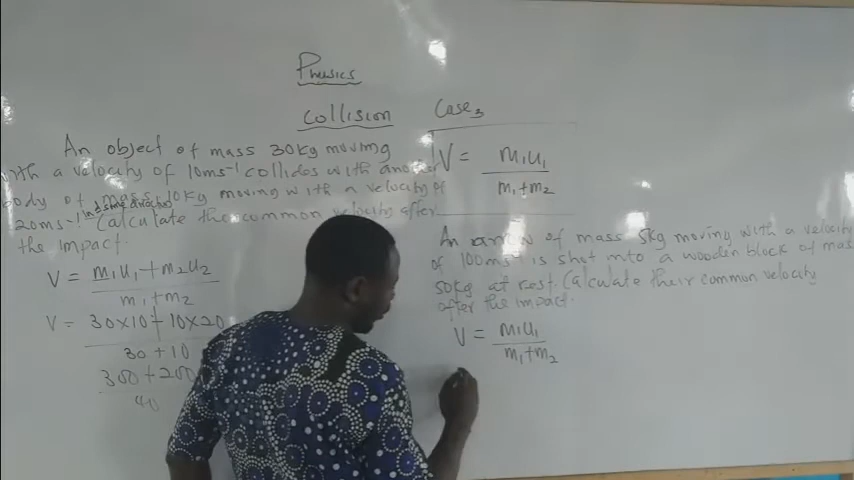 Physics
Collision
An object of mass 30kg moving
with a velocity of 10ms⁻¹ collides with another
body of mass 10kg moving with a velocity of
in the same direction
20ms⁻¹. Calculate the common velocity after
the impact.
V = m₁u₁ + m₂u₂
m₁ + m₂
V = 30x10 + 10x20
30 + 10
300 + 200
40
Case 3
V = m₁u₁
m₁ + m₂
An arrow of mass 5kg moving with a velocity
of 100ms⁻¹ is shot into a wooden block of mass
50kg at rest. Calculate their common velocity
after the impact.
V = m₁u₁
m₁ + m₂